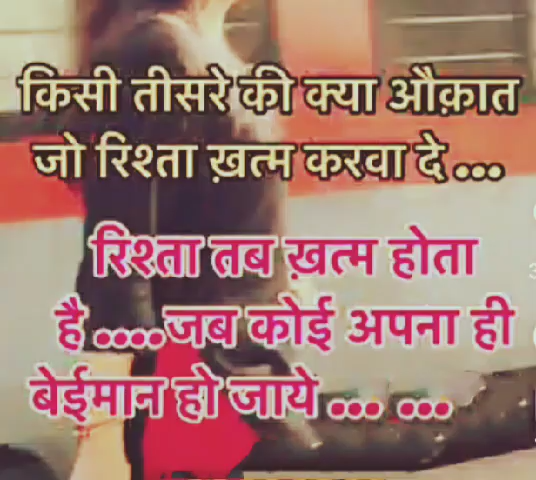 किसी तीसरे की क्या औक़ात
जो रिश्ता ख़त्म करवा दे ...
रिश्ता तब ख़त्म होता
है ....जब कोई अपना ही
बेईमान हो जाये ... ...